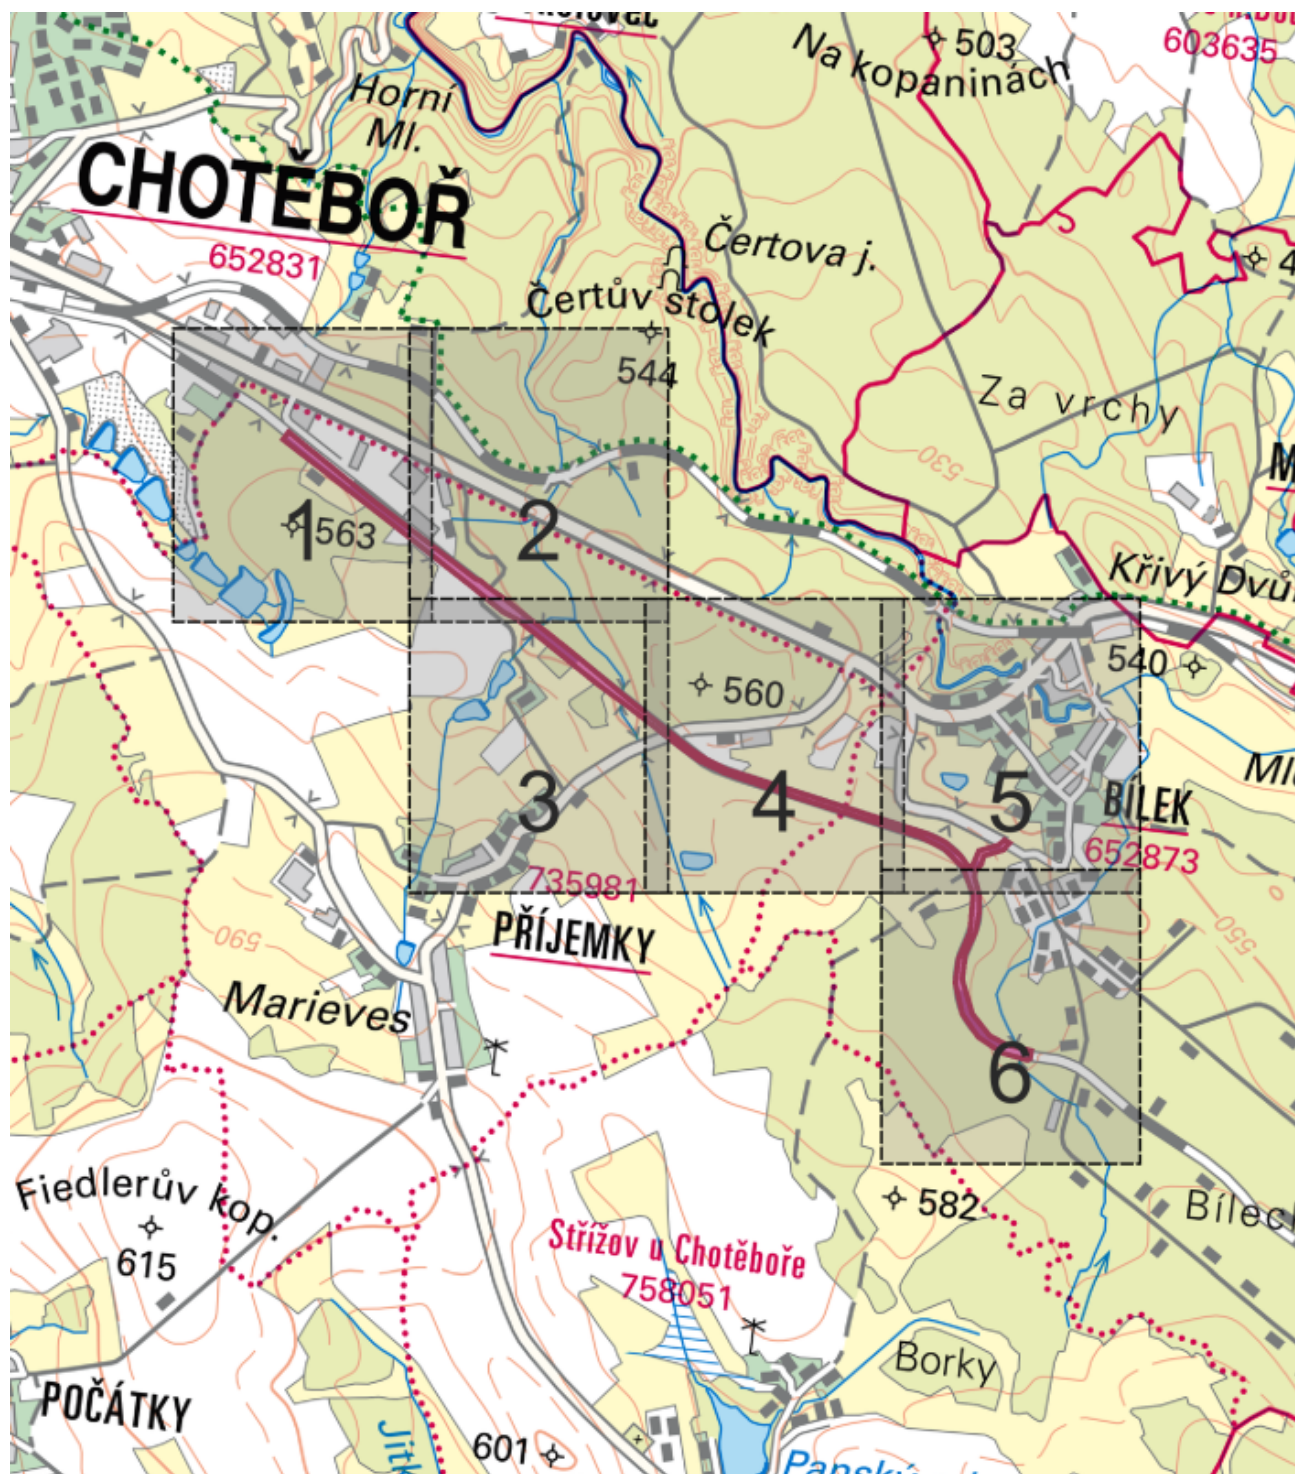 503
603635
Na kopaninách
Horní
Ml.
CHOTĚBOŘ
652831
Čertova j.
Čertův stolek
544
Za vrchy
530
1
563
2
Křivý Dvůr
540
560
3
4
5
BÍLEK
652873
735981
PŘÍJEMKY
590
550
Marieves
6
Fiedlerův kop.
615
582
Střížov u Chotěboře
758051
Borky
POČÁTKY
601